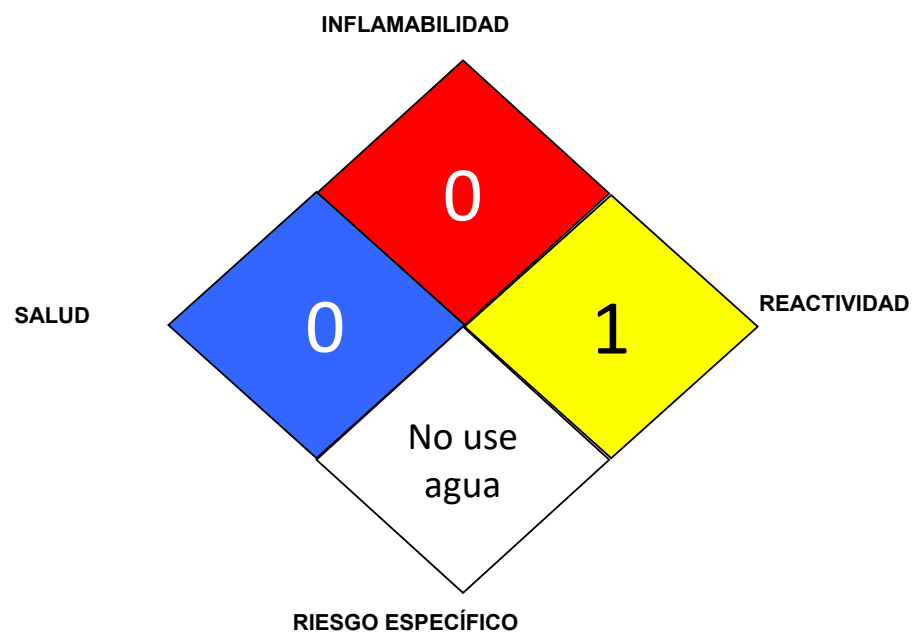 INFLAMABILIDAD
0
SALUD
0
1
REACTIVIDAD
No use
agua
RIESGO ESPECÍFICO